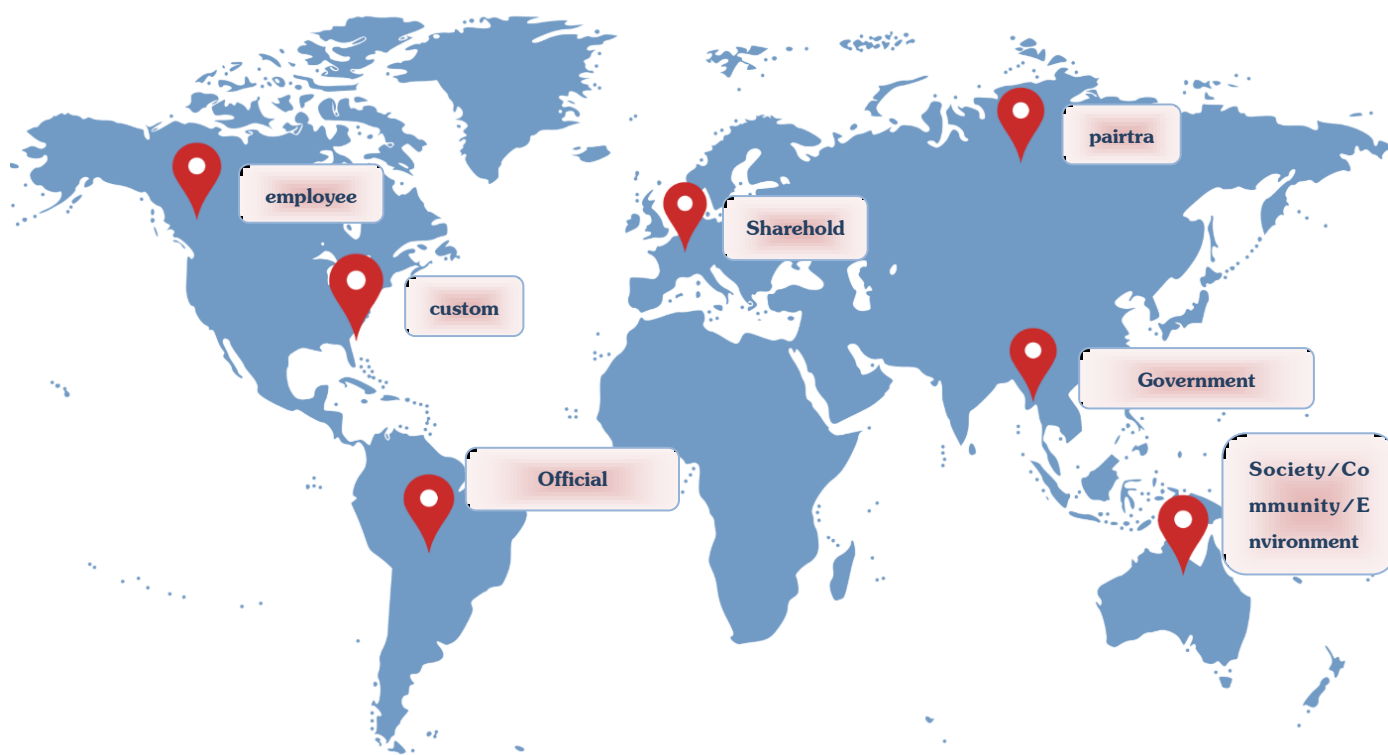 pairtra
employee
Sharehold
custom
Government
Official
Society/Co
mmunity/E
nvironment